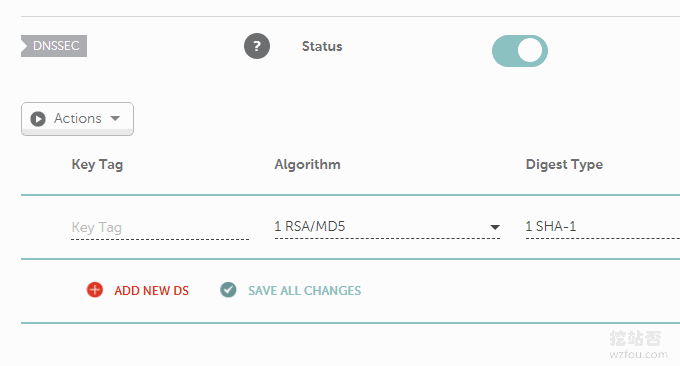 DNSSEC ? Status
Actions
Key Tag Algorithm Digest Type
Key Tag 1 RSA/MD5 1 SHA-1
ADD NEW DS SAVE ALL CHANGES
挖站否
wzfou.com